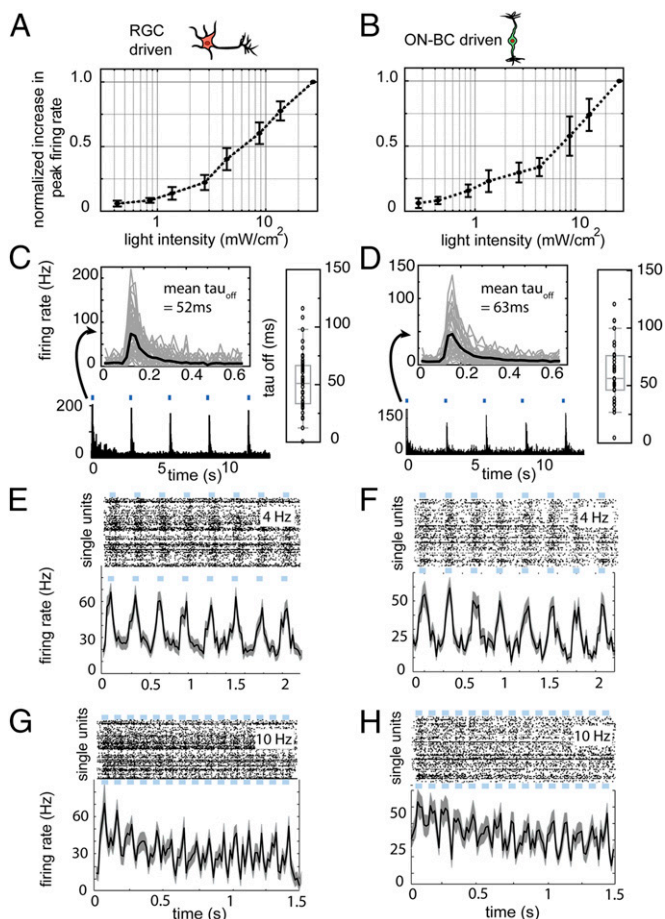 A
RGC
driven
B
ON-BC driven
normalized increase in
peak firing rate
1.0
0.5
0
1
10
light intensity (mW/cm²)
1.0
0.5
0
1
10
light intensity (mW/cm²)
C
firing rate (Hz)
200
100
0
mean tau off
= 52ms
0
0.2
0.4
0.6
tau off (ms)
150
100
50
0
200
0
0
5
10
time (s)
D
150
100
50
0
mean tau off
= 63ms
0
0.2
0.4
0.6
150
100
50
0
150
0
0
5
10
time (s)
E
single units
4 Hz
firing rate (Hz)
60
30
0
0
0.5
1
1.5
2
F
single units
4 Hz
50
25
0
0
0.5
1
1.5
2
G
single units
10 Hz
firing rate (Hz)
60
30
0
0
0.5
1
1.5
time (s)
H
single units
10 Hz
50
25
0
0
0.5
1
1.5
time (s)